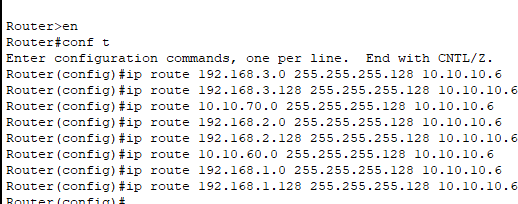 Router>en
Router#conf t
Enter configuration commands, one per line.  End with CNTL/Z.
Router(config)#ip route 192.168.3.0 255.255.255.128 10.10.10.6
Router(config)#ip route 192.168.3.128 255.255.255.128 10.10.10.6
Router(config)#ip route 10.10.70.0 255.255.255.128 10.10.10.6
Router(config)#ip route 192.168.2.0 255.255.255.128 10.10.10.6
Router(config)#ip route 192.168.2.128 255.255.255.128 10.10.10.6
Router(config)#ip route 10.10.60.0 255.255.255.128 10.10.10.6
Router(config)#ip route 192.168.1.0 255.255.255.128 10.10.10.6
Router(config)#ip route 192.168.1.128 255.255.255.128 10.10.10.6
Router(config)#